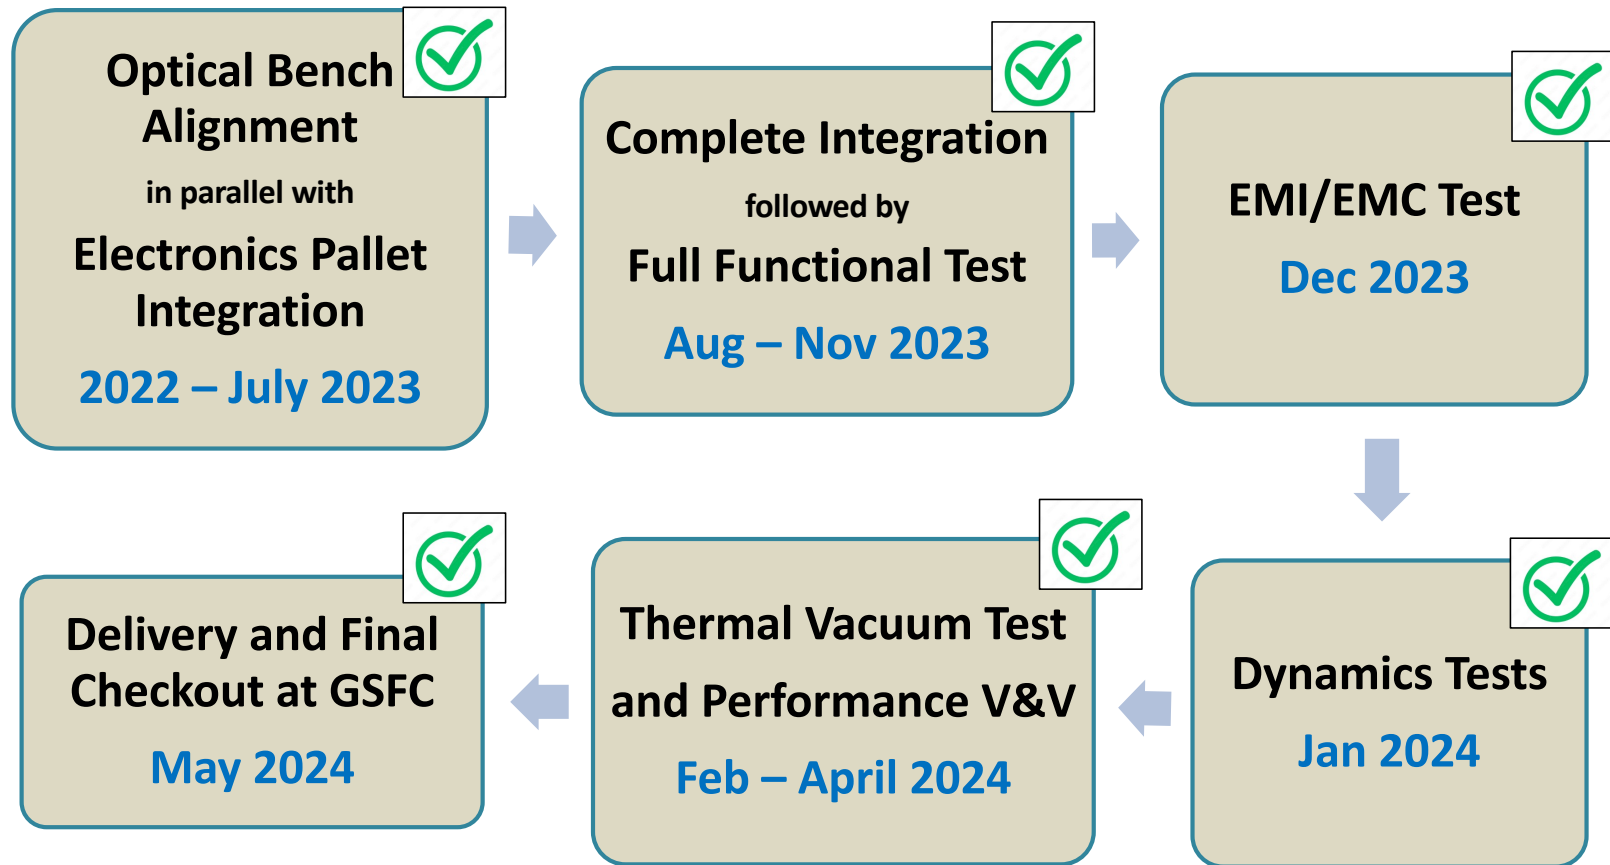 Optical Bench
Alignment
in parallel with
Electronics Pallet
Integration
2022 – July 2023
Complete Integration
followed by
Full Functional Test
Aug – Nov 2023
EMI/EMC Test
Dec 2023
Dynamics Tests
Jan 2024
Thermal Vacuum Test
and Performance V&V
Feb – April 2024
Delivery and Final
Checkout at GSFC
May 2024